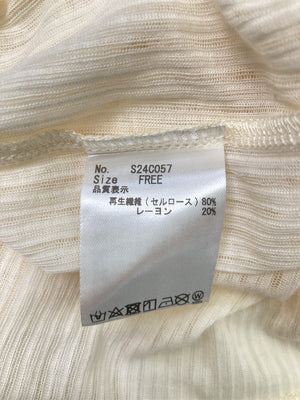 No. S24C057
Size FREE
品質表示
再生繊維(セルロース) 80%
レーヨン 20%